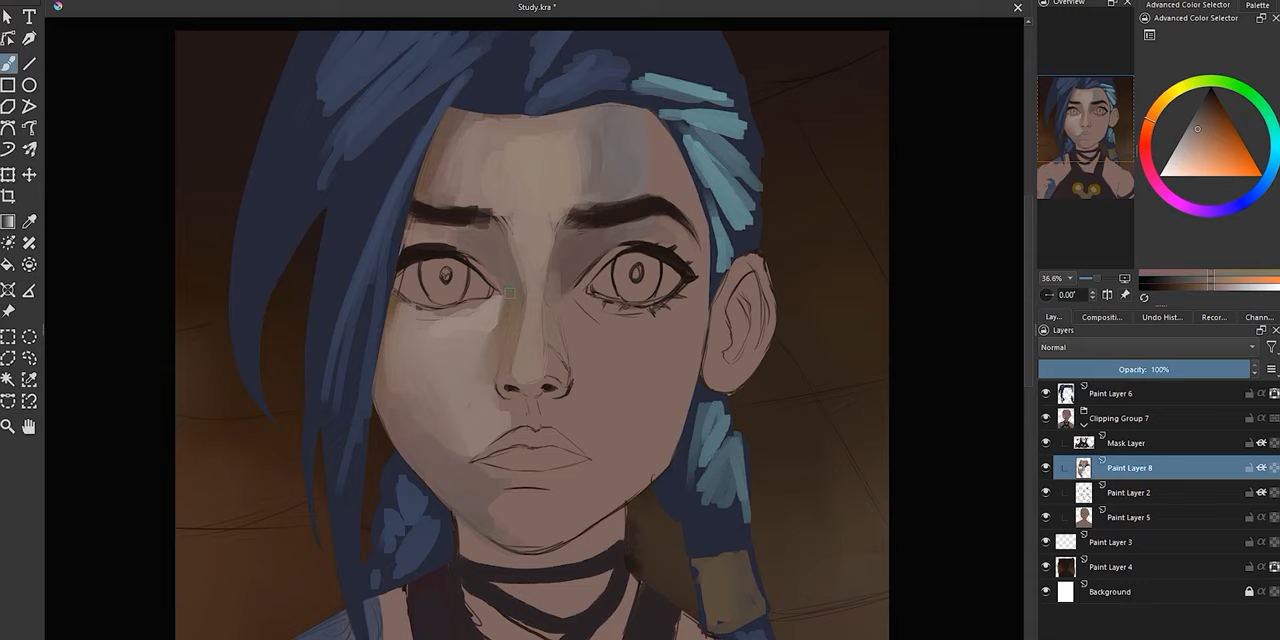 Study.kra *
Overview
Advanced Color Selector
Palette
Advanced Color Selector
36.6%
0.00°
Lay...
Compositi...
Undo Hist...
Recor...
Chann...
Layers
Normal
Opacity: 100%
Paint Layer 6
Clipping Group 7
Mask Layer
Paint Layer 8
Paint Layer 2
Paint Layer 5
Paint Layer 3
Paint Layer 4
Background